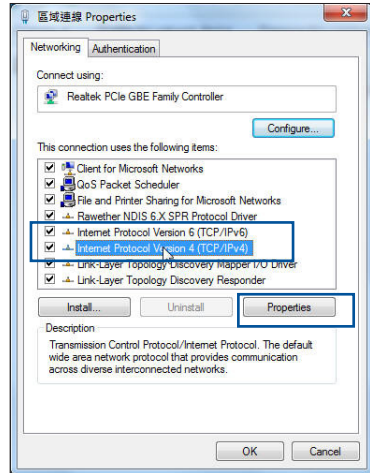 區域連線 Properties
Networking Authentication
Connect using:
Realtek PCIe GBE Family Controller
Configure...
This connection uses the following items:
Client for Microsoft Networks
QoS Packet Scheduler
File and Printer Sharing for Microsoft Networks
Rawether NDIS 6.X SPR Protocol Driver
Internet Protocol Version 6 (TCP/IPv6)
Internet Protocol Version 4 (TCP/IPv4)
Link-Layer Topology Discovery Mapper I/O Driver
Link-Layer Topology Discovery Responder
Install... Uninstall Properties
Description
Transmission Control Protocol/Internet Protocol. The default
wide area network protocol that provides communication
across diverse interconnected networks.
OK Cancel